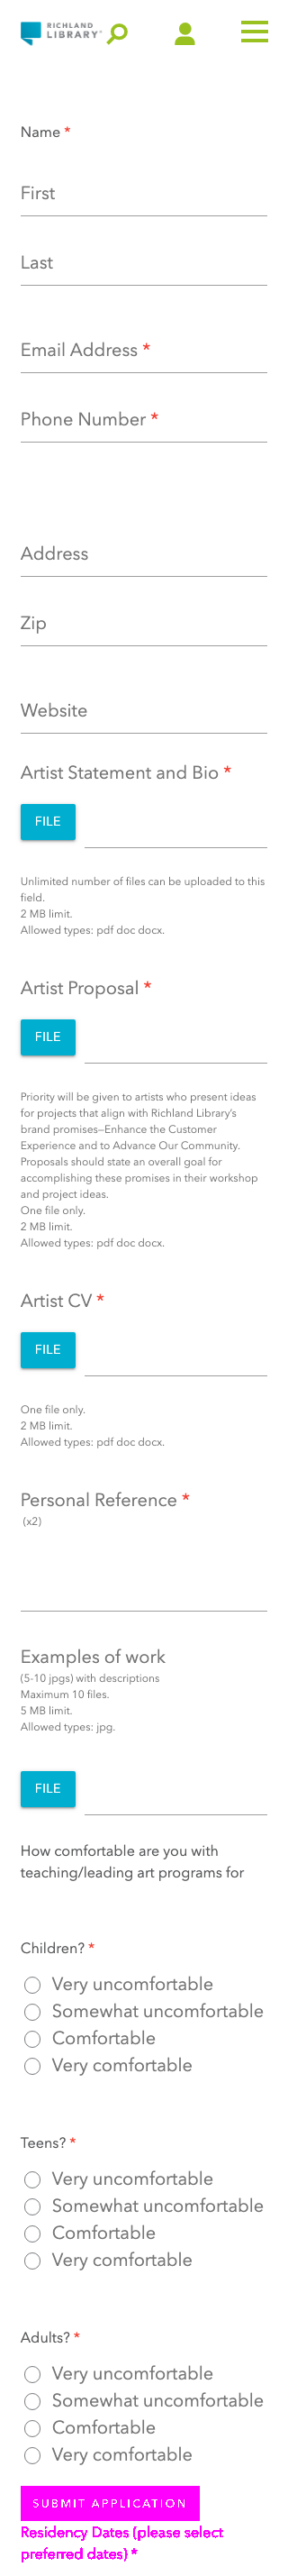 RICHLAND
LIBRARY
Name *
First
Last
Email Address *
Phone Number *
Address
Zip
Website
Artist Statement and Bio *
FILE
Unlimited number of files can be uploaded to this
field.
2 MB limit.
Allowed types: pdf doc docx.
Artist Proposal *
FILE
Priority will be given to artists who present ideas
for projects that align with Richland Library's
brand promises—Enhance the Customer
Experience and to Advance Our Community.
Proposals should state an overall goal for
accomplishing these promises in their workshop
and project ideas.
One file only.
2 MB limit.
Allowed types: pdf doc docx.
Artist CV *
FILE
One file only.
2 MB limit.
Allowed types: pdf doc docx.
Personal Reference *
(x2)
Examples of work
(5-10 jpgs) with descriptions
Maximum 10 files.
5 MB limit.
Allowed types: jpg.
FILE
How comfortable are you with
teaching/leading art programs for
Children? *
Very uncomfortable
Somewhat uncomfortable
Comfortable
Very comfortable
Teens? *
Very uncomfortable
Somewhat uncomfortable
Comfortable
Very comfortable
Adults? *
Very uncomfortable
Somewhat uncomfortable
Comfortable
Very comfortable
SUBMIT APPLICATION
Residency Dates (please select
preferred dates) *